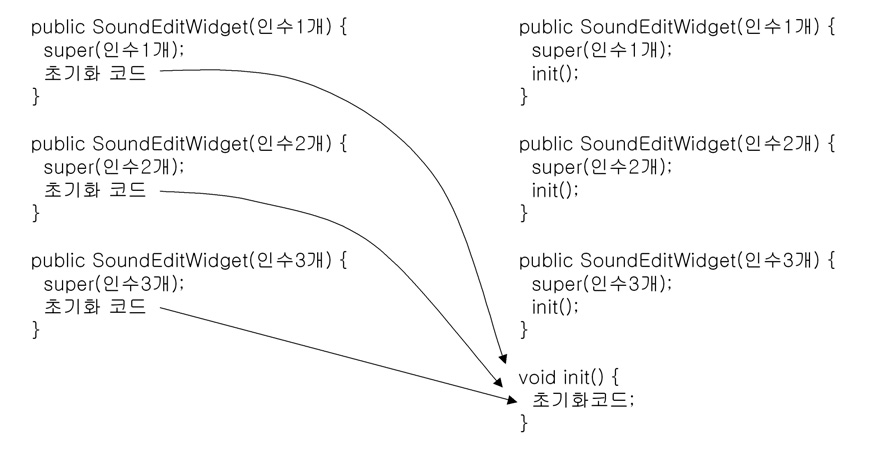 public SoundEditWidget(인수1개) {
super(인수1개);
초기화 코드
}
public SoundEditWidget(인수2개) {
super(인수2개);
초기화 코드
}
public SoundEditWidget(인수3개) {
super(인수3개);
초기화 코드
}
public SoundEditWidget(인수1개) {
super(인수1개);
init();
}
public SoundEditWidget(인수2개) {
super(인수2개);
init();
}
public SoundEditWidget(인수3개) {
super(인수3개);
init();
}
void init() {
초기화코드;
}